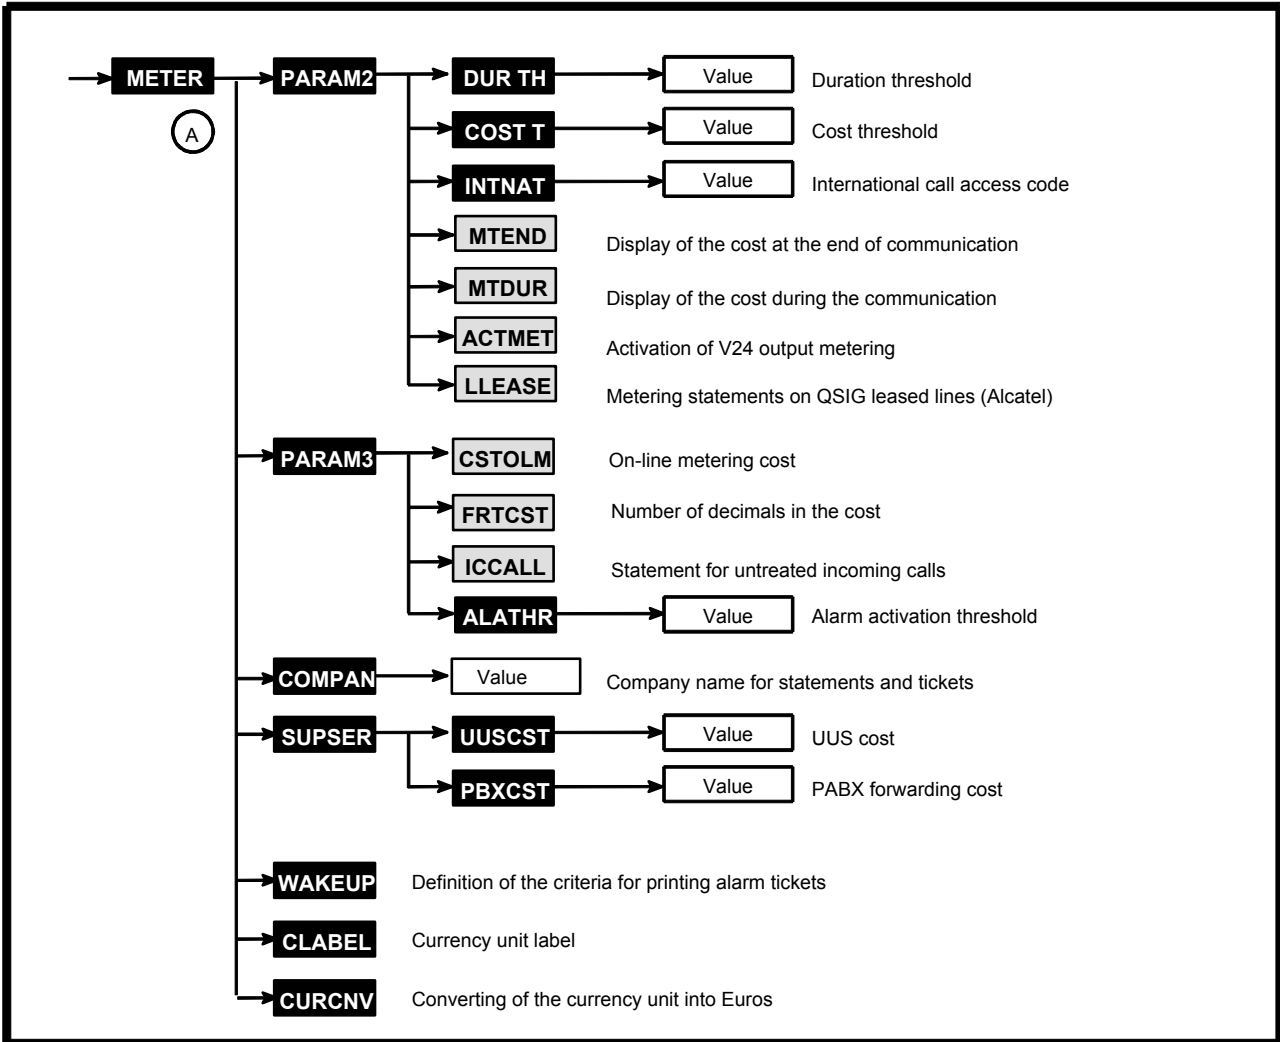 METER PARAM2 DUR TH Value Duration threshold
A COST T Value Cost threshold
INTNAT Value International call access code
MTEND Display of the cost at the end of communication
MTDUR Display of the cost during the communication
ACTMET Activation of V24 output metering
LLEASE Metering statements on QSIG leased lines (Alcatel)
PARAM3 CSTOLM On-line metering cost
FRTCST Number of decimals in the cost
ICCALL Statement for untreated incoming calls
ALATHR Value Alarm activation threshold
COMPAN Value Company name for statements and tickets
SUPSER UUSCST Value UUS cost
PBXCST Value PABX forwarding cost
WAKEUP Definition of the criteria for printing alarm tickets
CLABEL Currency unit label
CURCNV Converting of the currency unit into Euros